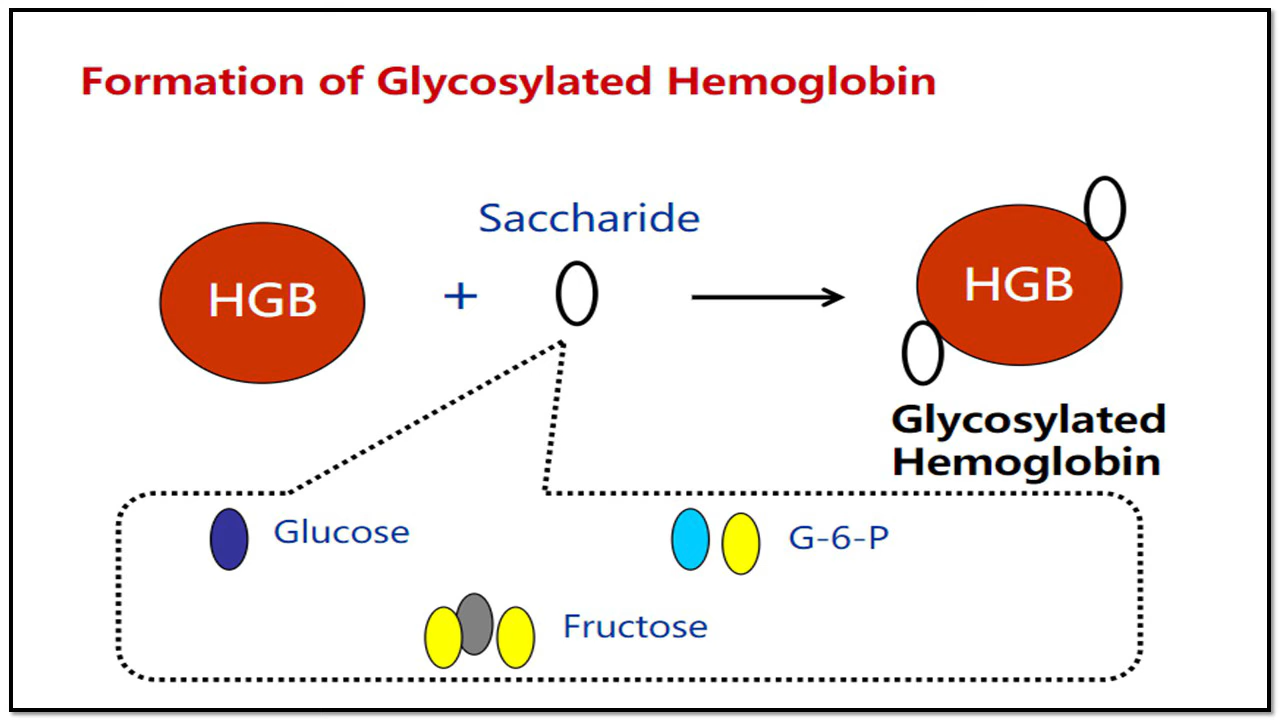 Formation of Glycosylated Hemoglobin
Saccharide
HGB
+
HGB
Glycosylated
Hemoglobin
Glucose
G-6-P
Fructose